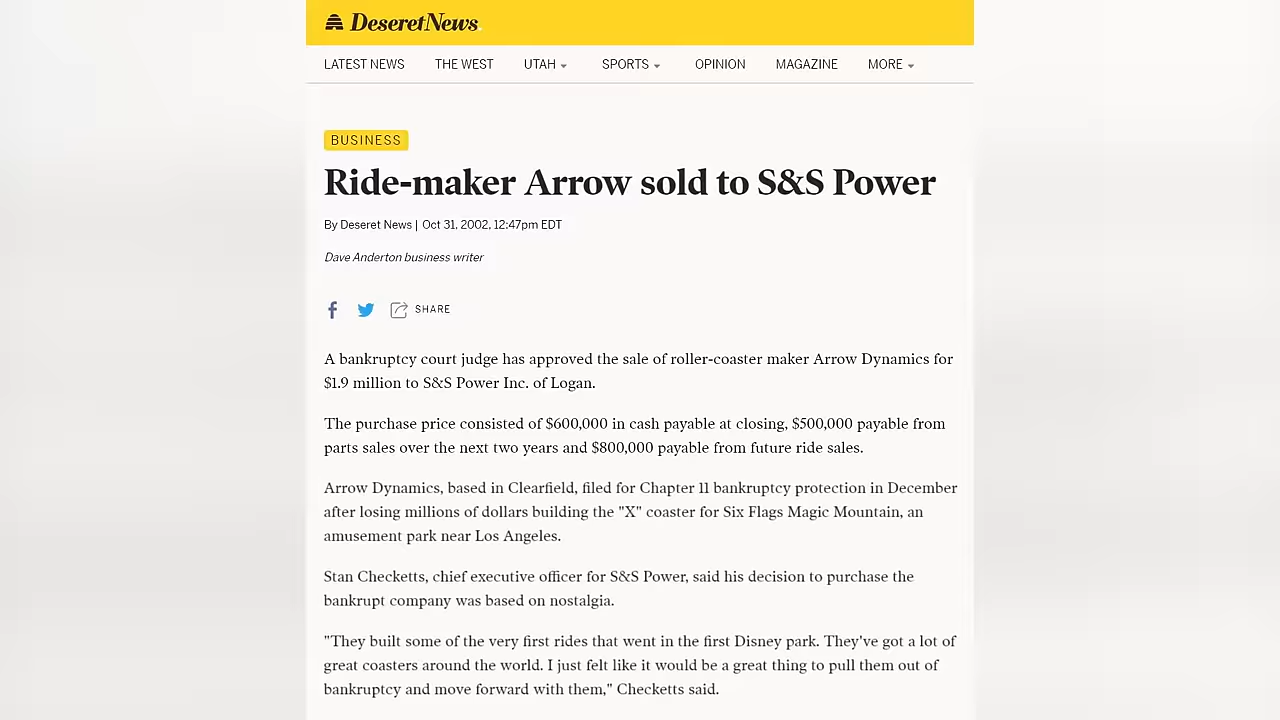 DeseretNews
LATEST NEWS THE WEST UTAH SPORTS OPINION MAGAZINE MORE
BUSINESS
Ride-maker Arrow sold to S&S Power
By Deseret News | Oct 31, 2002, 12:47pm EDT
Dave Anderton business writer
SHARE
A bankruptcy court judge has approved the sale of roller-coaster maker Arrow Dynamics for
$1.9 million to S&S Power Inc. of Logan.
The purchase price consisted of $600,000 in cash payable at closing, $500,000 payable from
parts sales over the next two years and $800,000 payable from future ride sales.
Arrow Dynamics, based in Clearfield, filed for Chapter 11 bankruptcy protection in December
after losing millions of dollars building the "X" coaster for Six Flags Magic Mountain, an
amusement park near Los Angeles.
Stan Checketts, chief executive officer for S&S Power, said his decision to purchase the
bankrupt company was based on nostalgia.
"They built some of the very first rides that went in the first Disney park. They've got a lot of
great coasters around the world. I just felt like it would be a great thing to pull them out of
bankruptcy and move forward with them," Checketts said.